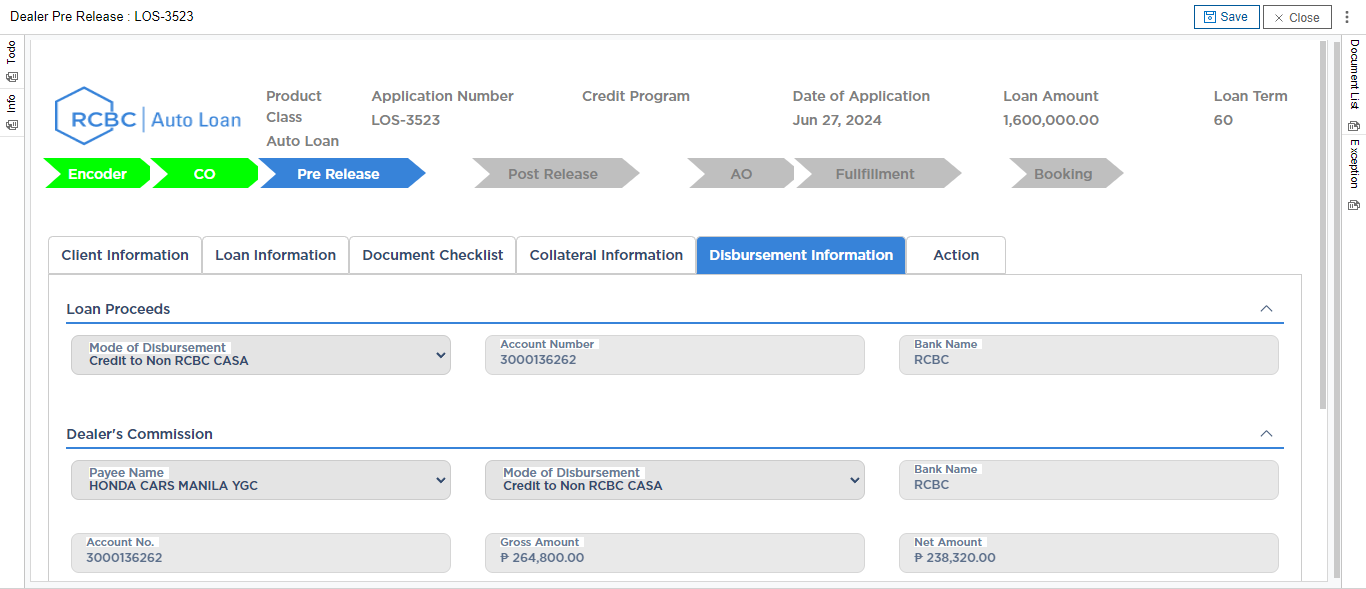 Dealer Pre Release : LOS-3523
Save
Close
Todo
Info
Document List
Exception
RCBC | Auto Loan
Product Class
Auto Loan
Application Number
LOS-3523
Credit Program
Date of Application
Jun 27, 2024
Loan Amount
1,600,000.00
Loan Term
60
Encoder
CO
Pre Release
Post Release
AO
Fullfillment
Booking
Client Information
Loan Information
Document Checklist
Collateral Information
Disbursement Information
Action
Loan Proceeds
Mode of Disbursement
Credit to Non RCBC CASA
Account Number
3000136262
Bank Name
RCBC
Dealer's Commission
Payee Name
HONDA CARS MANILA YGC
Mode of Disbursement
Credit to Non RCBC CASA
Bank Name
RCBC
Account No.
3000136262
Gross Amount
₱ 264,800.00
Net Amount
₱ 238,320.00